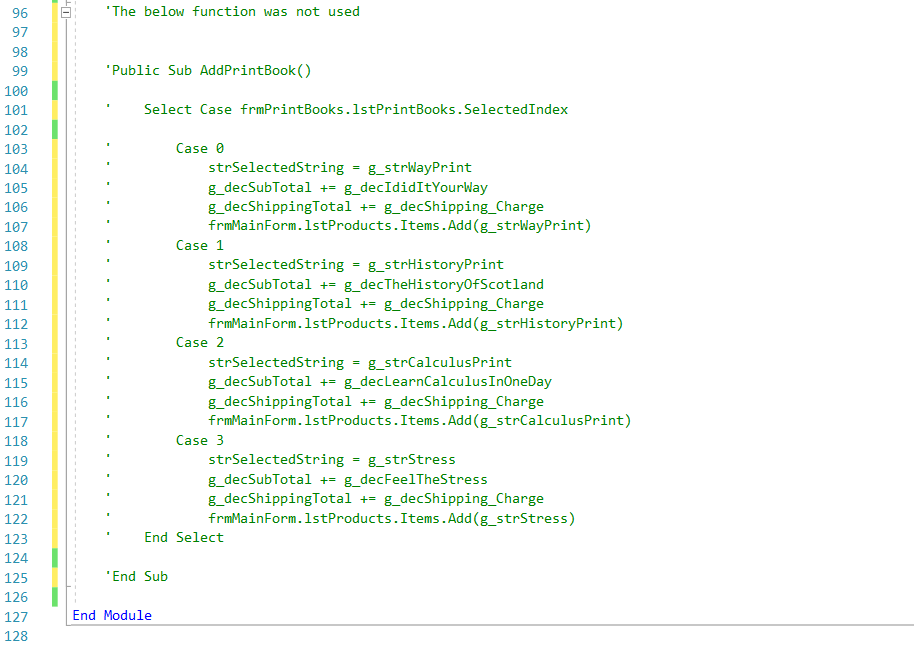 96 'The below function was not used
97
98
99 'Public Sub AddPrintBook()
100
101 '    Select Case frmPrintBooks.lstPrintBooks.SelectedIndex
102
103 '        Case 0
104 '            strSelectedString = g_strWayPrint
105 '            g_decSubTotal += g_decIdidItYourWay
106 '            g_decShippingTotal += g_decShipping_Charge
107 '            frmMainForm.lstProducts.Items.Add(g_strWayPrint)
108 '        Case 1
109 '            strSelectedString = g_strHistoryPrint
110 '            g_decSubTotal += g_decTheHistoryOfScotland
111 '            g_decShippingTotal += g_decShipping_Charge
112 '            frmMainForm.lstProducts.Items.Add(g_strHistoryPrint)
113 '        Case 2
114 '            strSelectedString = g_strCalculusPrint
115 '            g_decSubTotal += g_decLearnCalculusInOneDay
116 '            g_decShippingTotal += g_decShipping_Charge
117 '            frmMainForm.lstProducts.Items.Add(g_strCalculusPrint)
118 '        Case 3
119 '            strSelectedString = g_strStress
120 '            g_decSubTotal += g_decFeelTheStress
121 '            g_decShippingTotal += g_decShipping_Charge
122 '            frmMainForm.lstProducts.Items.Add(g_strStress)
123 '    End Select
124
125 'End Sub
126
127 End Module
128